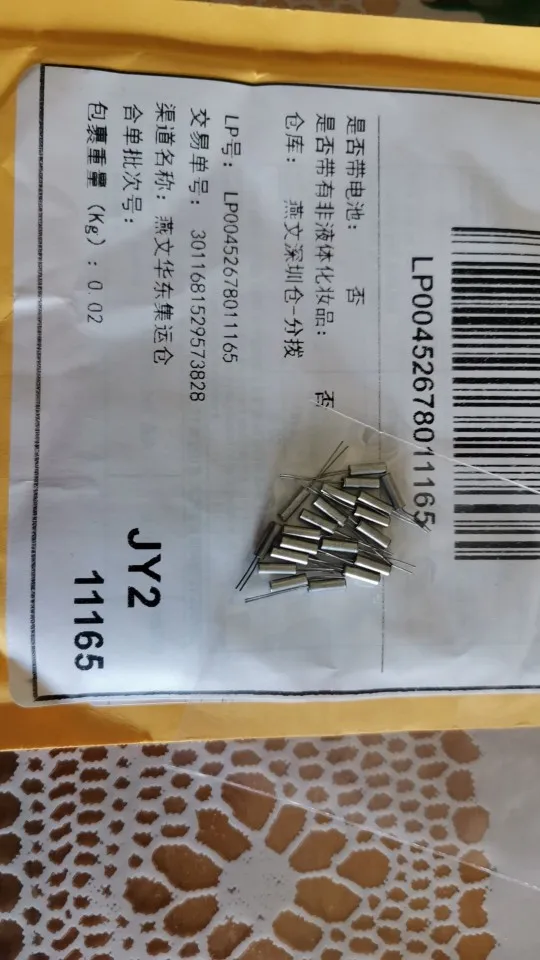 LP00452678011165
是否带电池： 否
是否带有非液体化妆品： 否
仓库： 燕文深圳仓-分拨
LP号： LP00452678011165
交易单号： 3011681529573828
渠道名称：燕文华东集运仓
合单批次号：
包裹重量（Kg）：0.02
JY2
11165